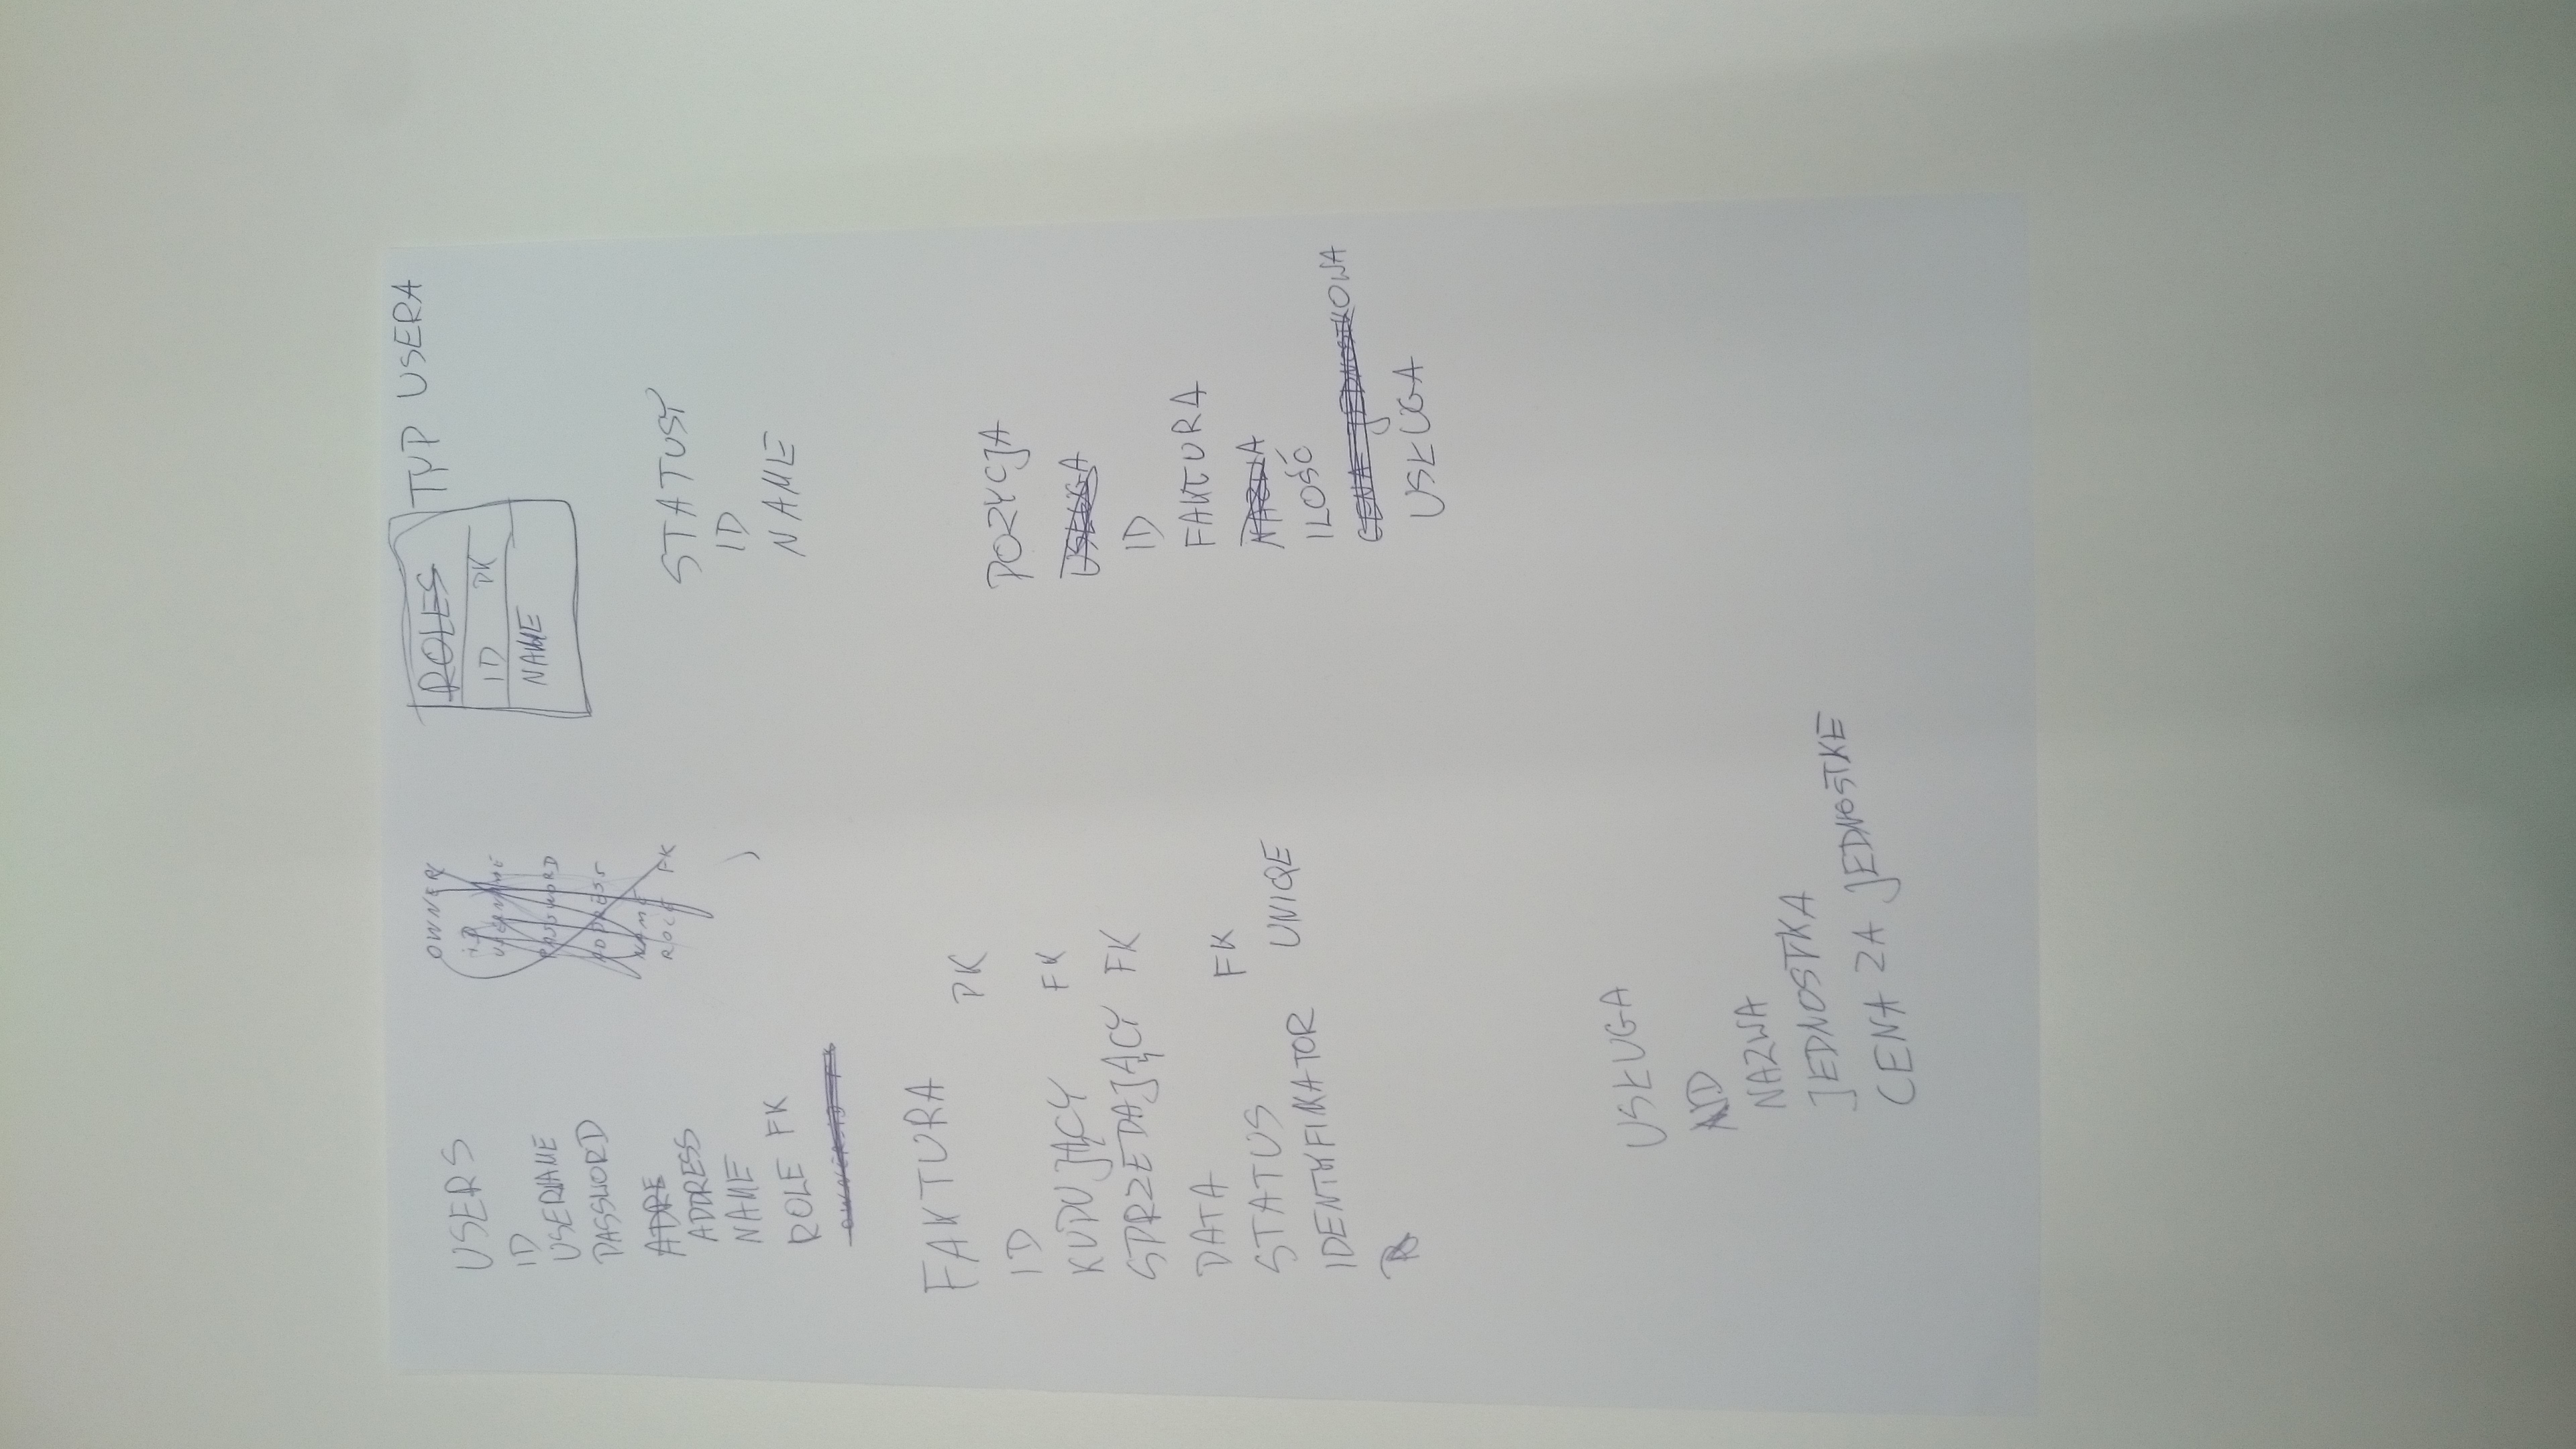 USERS
ID
USERNAME
PASSWORD
ADRE
ADDRESS
NAME
ROLE FK
OWNER
ID
USERNAME
PASSWORD
ADDRESS
NAME
ROLE FK
ROLES
ID PK
NAME
TYP USERA
STATUSY
ID
NAME
FAKTURA
ID PK
KUPUJĄCY FK
SPRZEDAJĄCY FK
DATA
STATUS FK
IDENTYFIKATOR UNIQE
POZYCJA
USŁUGA
ID
FAKTURA
NAZWA
ILOŚĆ
CENA JEDNOSTKOWA
USŁUGA
USŁUGA
ID
NAZWA
JEDNOSTKA
CENA ZA JEDNOSTKĘ